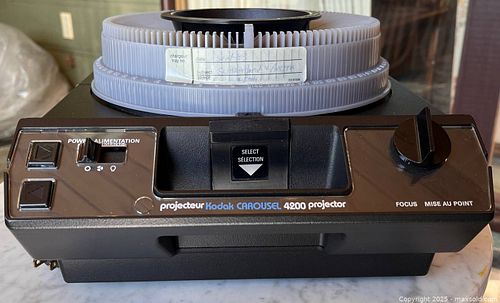 POWER ALIMENTATION
SELECT
SÉLECTION
projecteur Kodak CAROUSEL 4200 projector
FOCUS MISE AU POINT
Copyright 2025 - maxsold.com